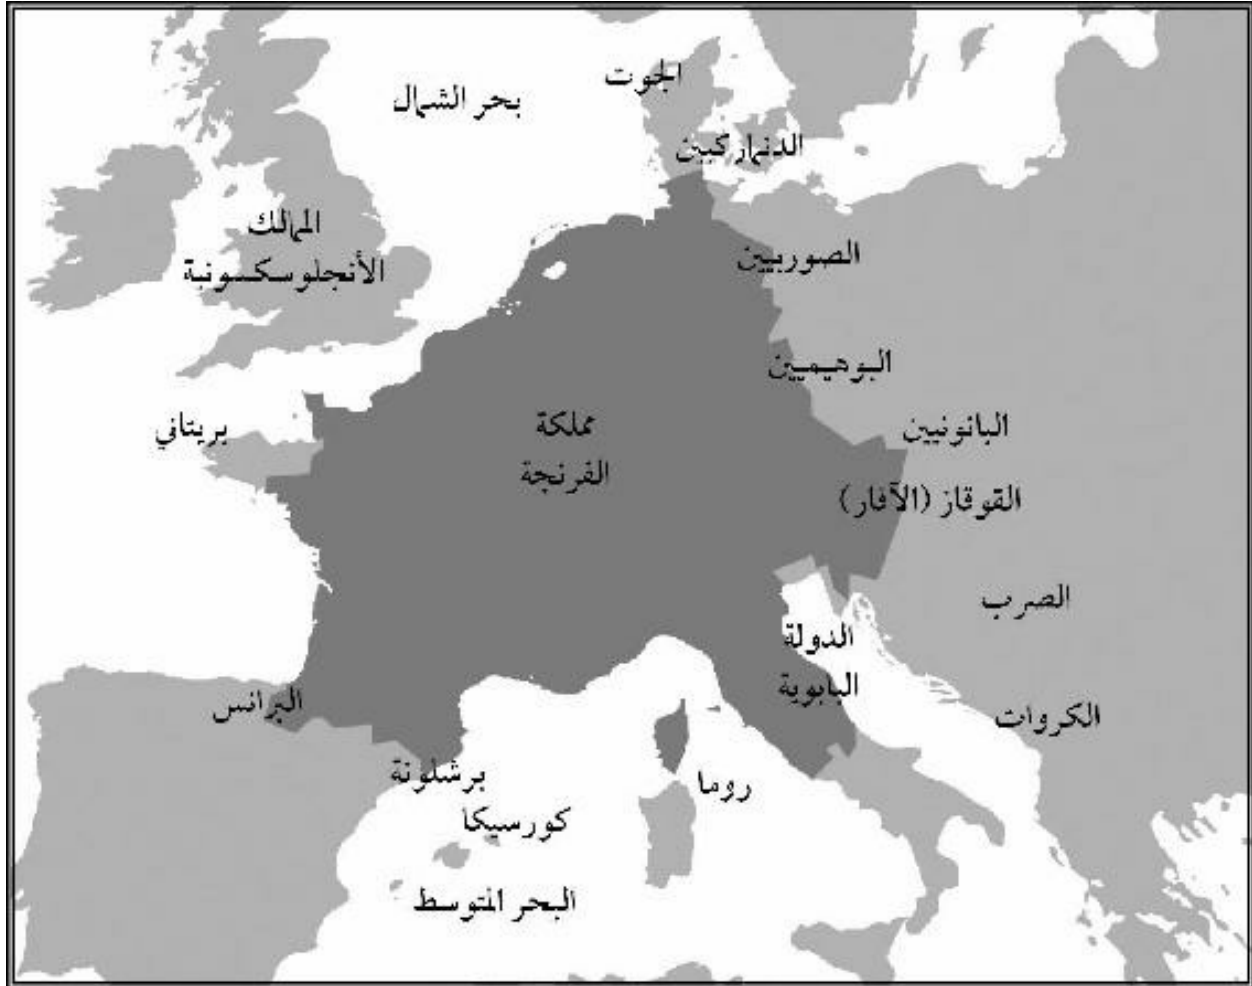 الجوت
بحر الشمال
الدنماركيين
الممالك
الأنجلوسكسونية
الصوربيين
البوهيميين
بريتاني
مملكة
الفرنجة
البانونيين
القوقاز (الآفار)
الصرب
الدولة
البابوية
البرانس
الكروات
برشلونة
روما
كورسيكا
البحر المتوسط